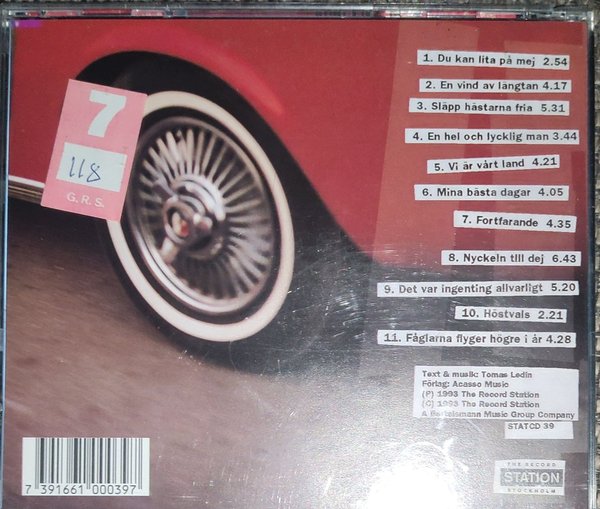 1. Du kan lita på mej 2.54
2. En vind av längtan 4.17
3. Släpp hästarna fria 5.31
4. En hel och lycklig man 3.44
5. Vi är vårt land 4.21
6. Mina bästa dagar 4.05
7. Fortfarande 4.35
8. Nyckeln till dej 6.43
9. Det var ingenting allvarligt 5.20
10. Höstvals 2.21
11. Fåglarna flyger högre i år 4.28
Text & musik: Tomas Ledin
Förlag: Acasso Music
(P) 1993 The Record Station
(C) 1993 The Record Station
A Bertelsmann Music Group Company
STATCD 39
7
118
G.R.S.
7 391661 000397
THE RECORD
STATION
STOCKHOLM